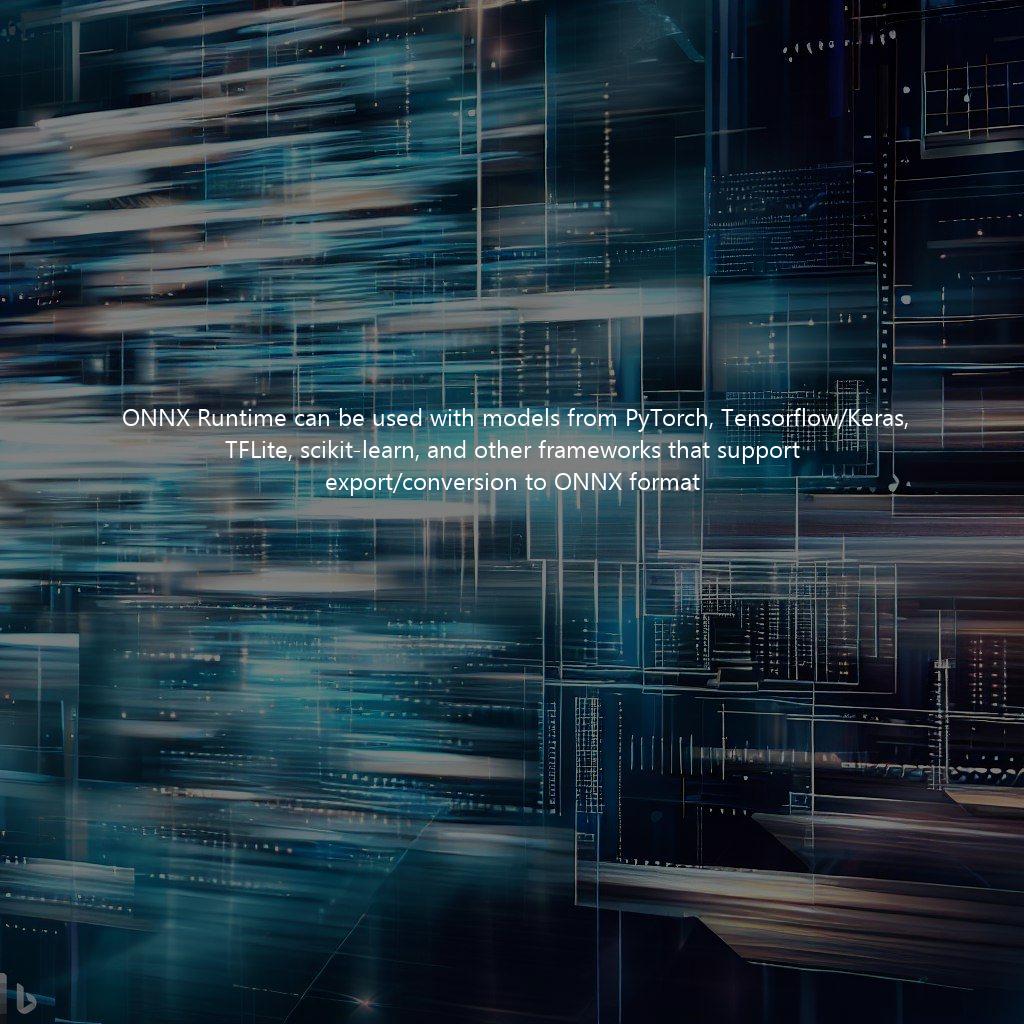 ONNX Runtime can be used with models from PyTorch, Tensorflow/Keras,
TFLite, scikit-learn, and other frameworks that support
export/conversion to ONNX format